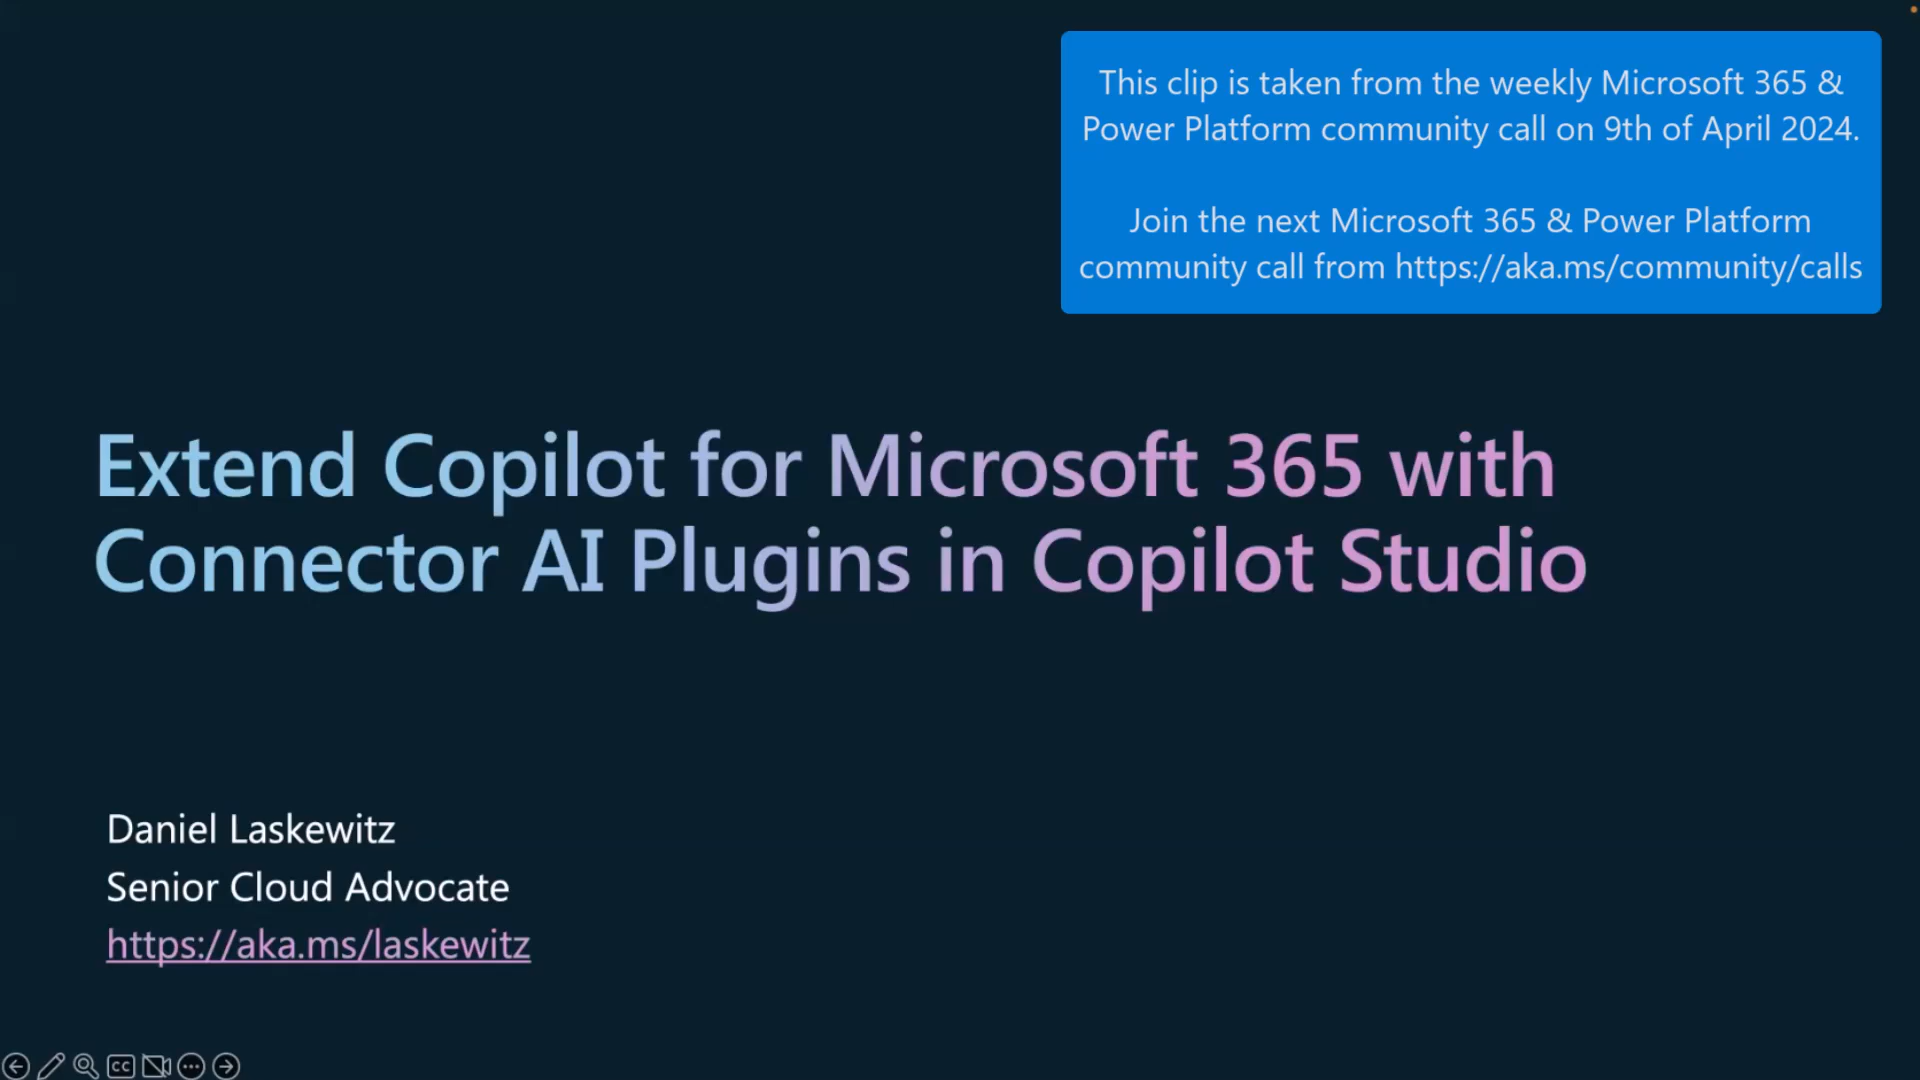 This clip is taken from the weekly Microsoft 365 &
Power Platform community call on 9th of April 2024.
Join the next Microsoft 365 & Power Platform
community call from https://aka.ms/community/calls
Extend Copilot for Microsoft 365 with
Connector AI Plugins in Copilot Studio
Daniel Laskewitz
Senior Cloud Advocate
https://aka.ms/laskewitz
CC